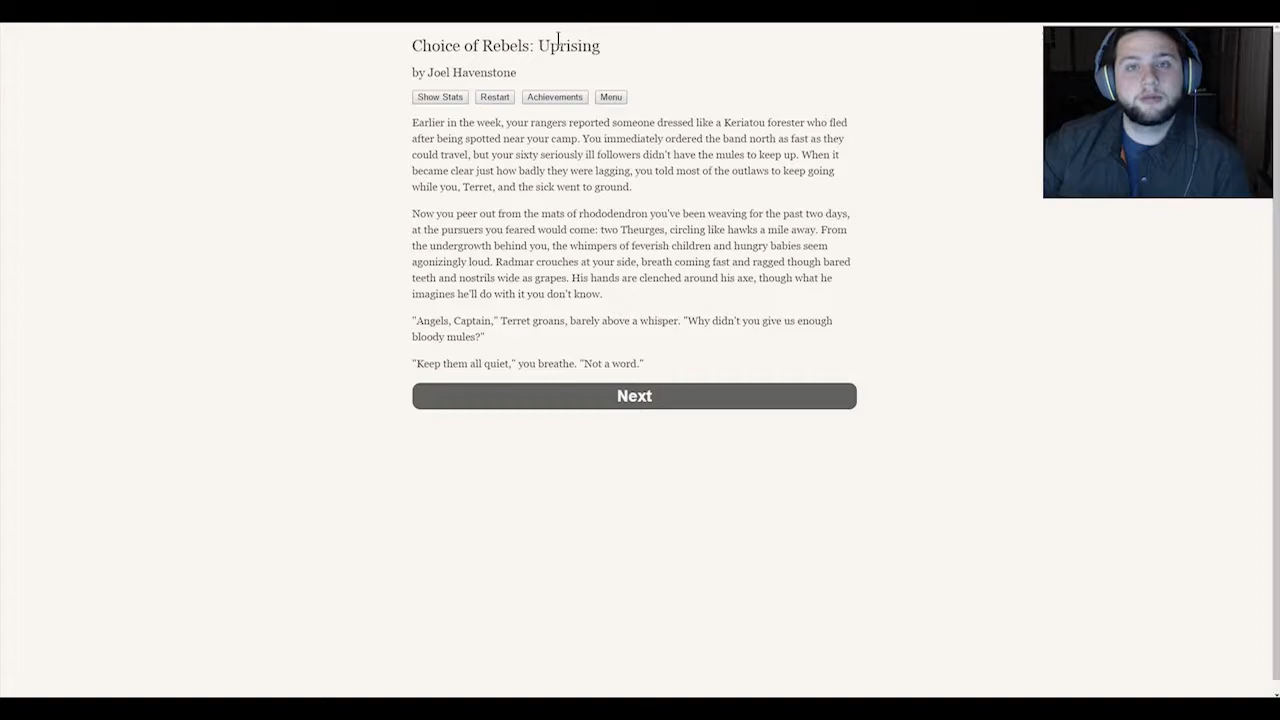 Choice of Rebels: Uprising
by Joel Havenstone
Show Stats Restart Achievements Menu
Earlier in the week, your rangers reported someone dressed like a Keriatou forester who fled
after being spotted near your camp. You immediately ordered the band north as fast as they
could travel, but your sixty seriously ill followers didn't have the mules to keep up. When it
became clear just how badly they were lagging, you told most of the outlaws to keep going
while you, Terret, and the sick went to ground.
Now you peer out from the mats of rhododendron you've been weaving for the past two days,
at the pursuers you feared would come: two Theurges, circling like hawks a mile away. From
the undergrowth behind you, the whimpers of feverish children and hungry babies seem
agonizingly loud. Radmar crouches at your side, breath coming fast and ragged though bared
teeth and nostrils wide as grapes. His hands are clenched around his axe, though what he
imagines he'll do with it you don't know.
"Angels, Captain," Terret groans, barely above a whisper. "Why didn't you give us enough
bloody mules?"
"Keep them all quiet," you breathe. "Not a word."
Next